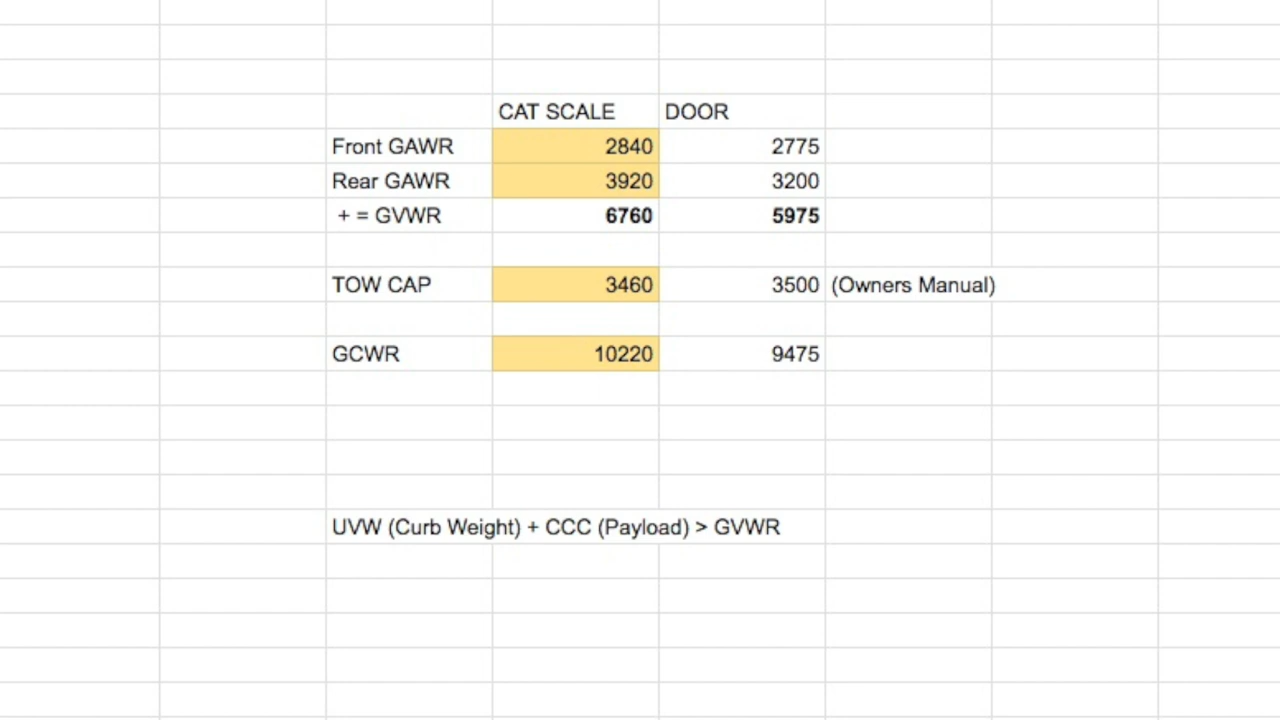 CAT SCALE DOOR
Front GAWR 2840 2775
Rear GAWR 3920 3200
+ = GVWR 6760 5975
TOW CAP 3460 3500 (Owners Manual)
GCWR 10220 9475
UVW (Curb Weight) + CCC (Payload) > GVWR